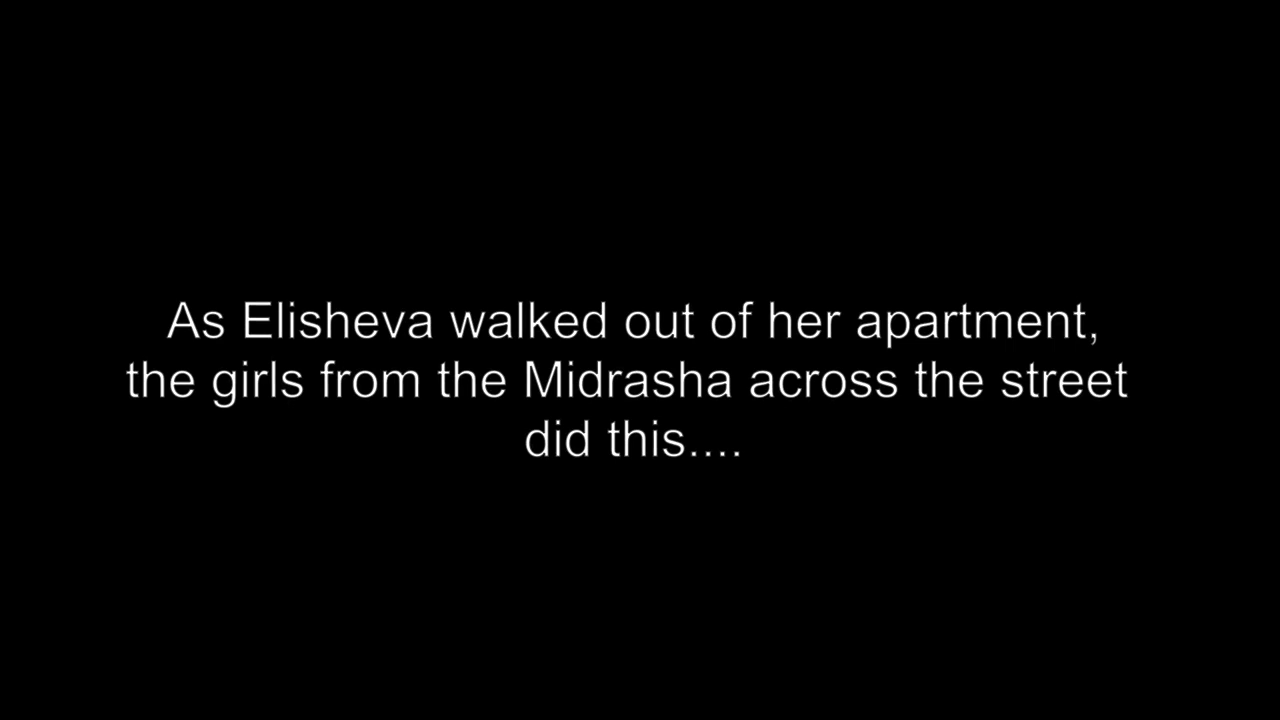 As Elisheva walked out of her apartment,
the girls from the Midrasha across the street
did this....